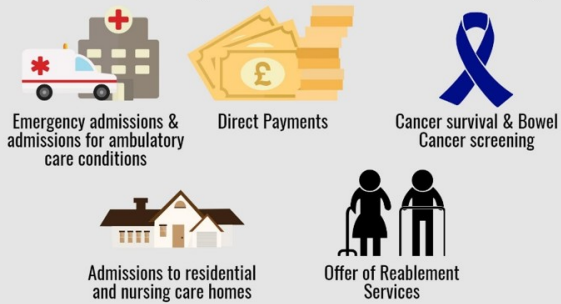 £
Emergency admissions &
admissions for ambulatory
care conditions
Direct Payments
Cancer survival & Bowel
Cancer screening
Admissions to residential
and nursing care homes
Offer of Reablement
Services